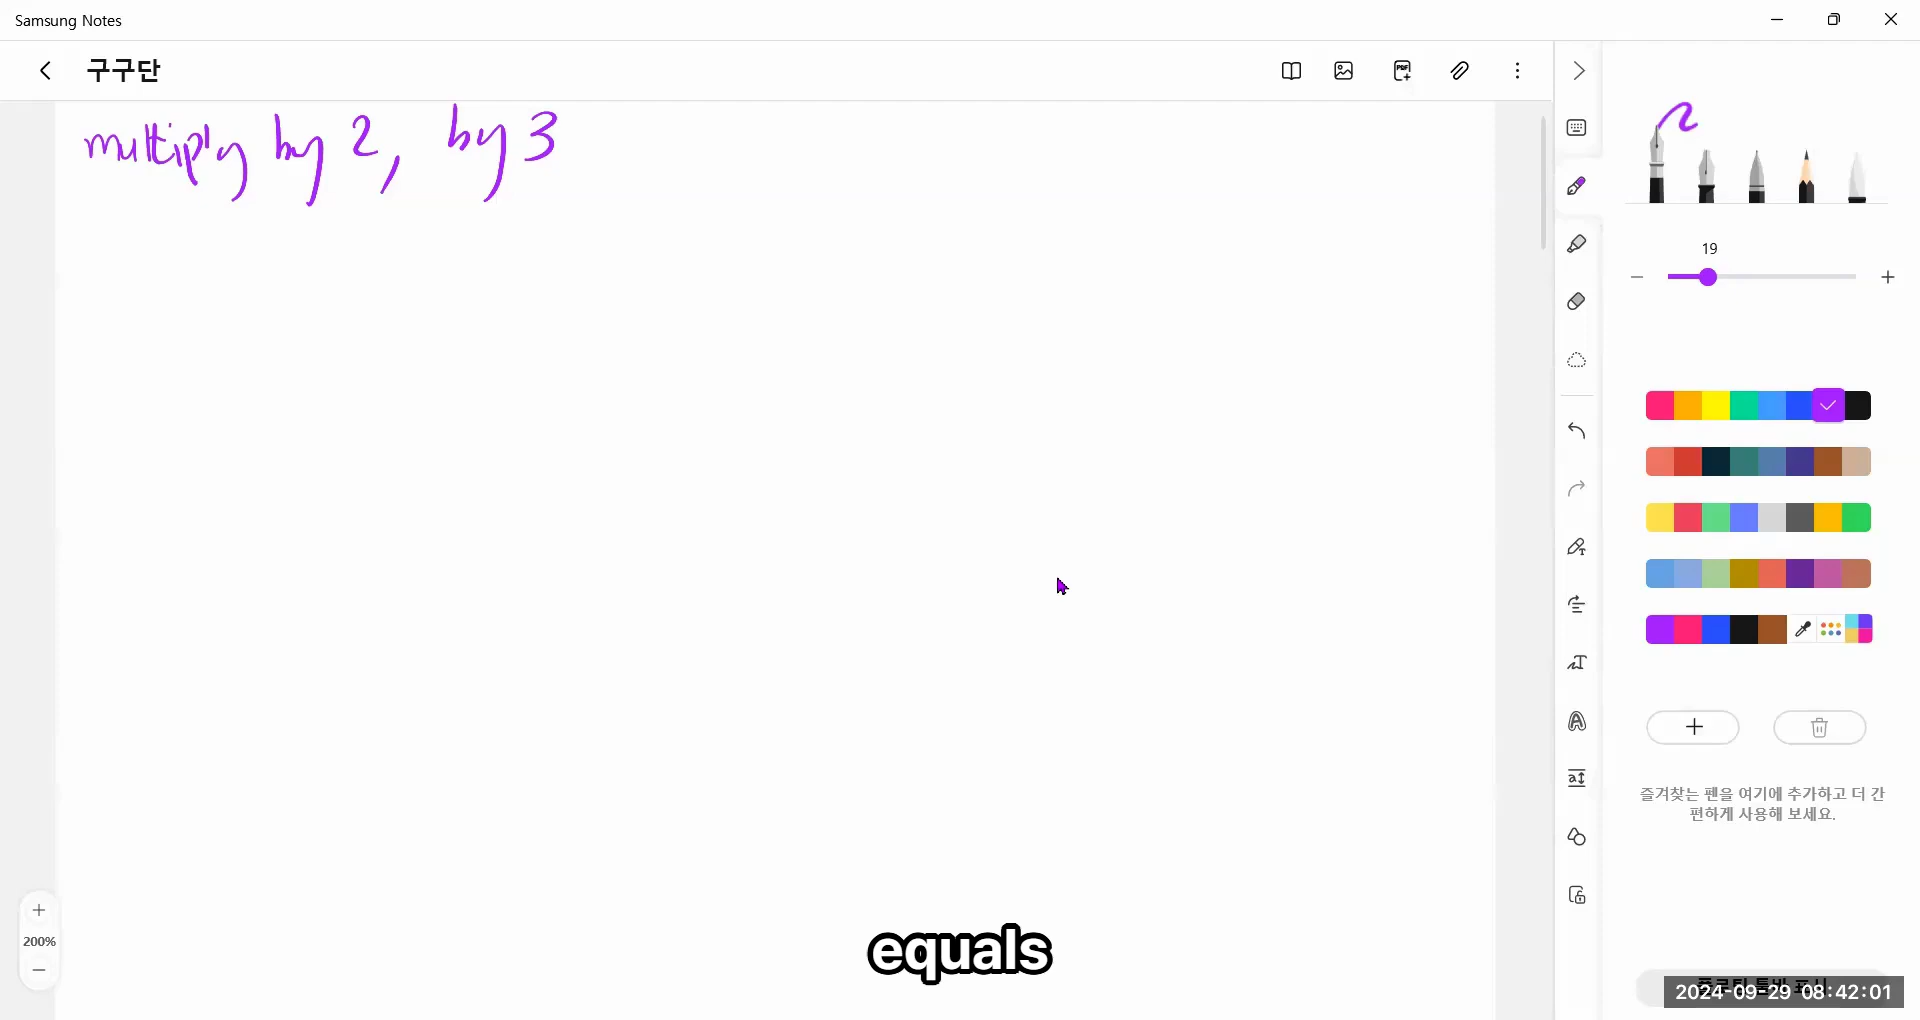 Samsung Notes
구구단
PDF
multiply by 2, by 3
19
200%
즐겨찾는 펜을 여기에 추가하고 더 간
편하게 사용해 보세요.
equals
2024-09-29 08:42:01